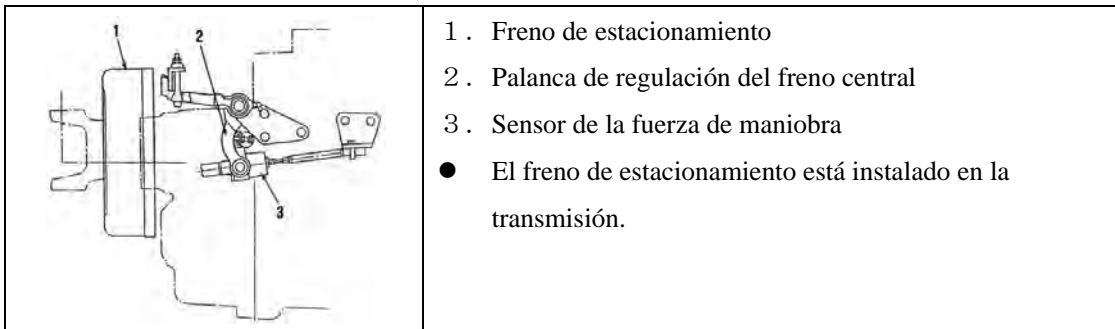 1
2
3
１. Freno de estacionamiento
２. Palanca de regulación del freno central
３. Sensor de la fuerza de maniobra
● El freno de estacionamiento está instalado en la
transmisión.